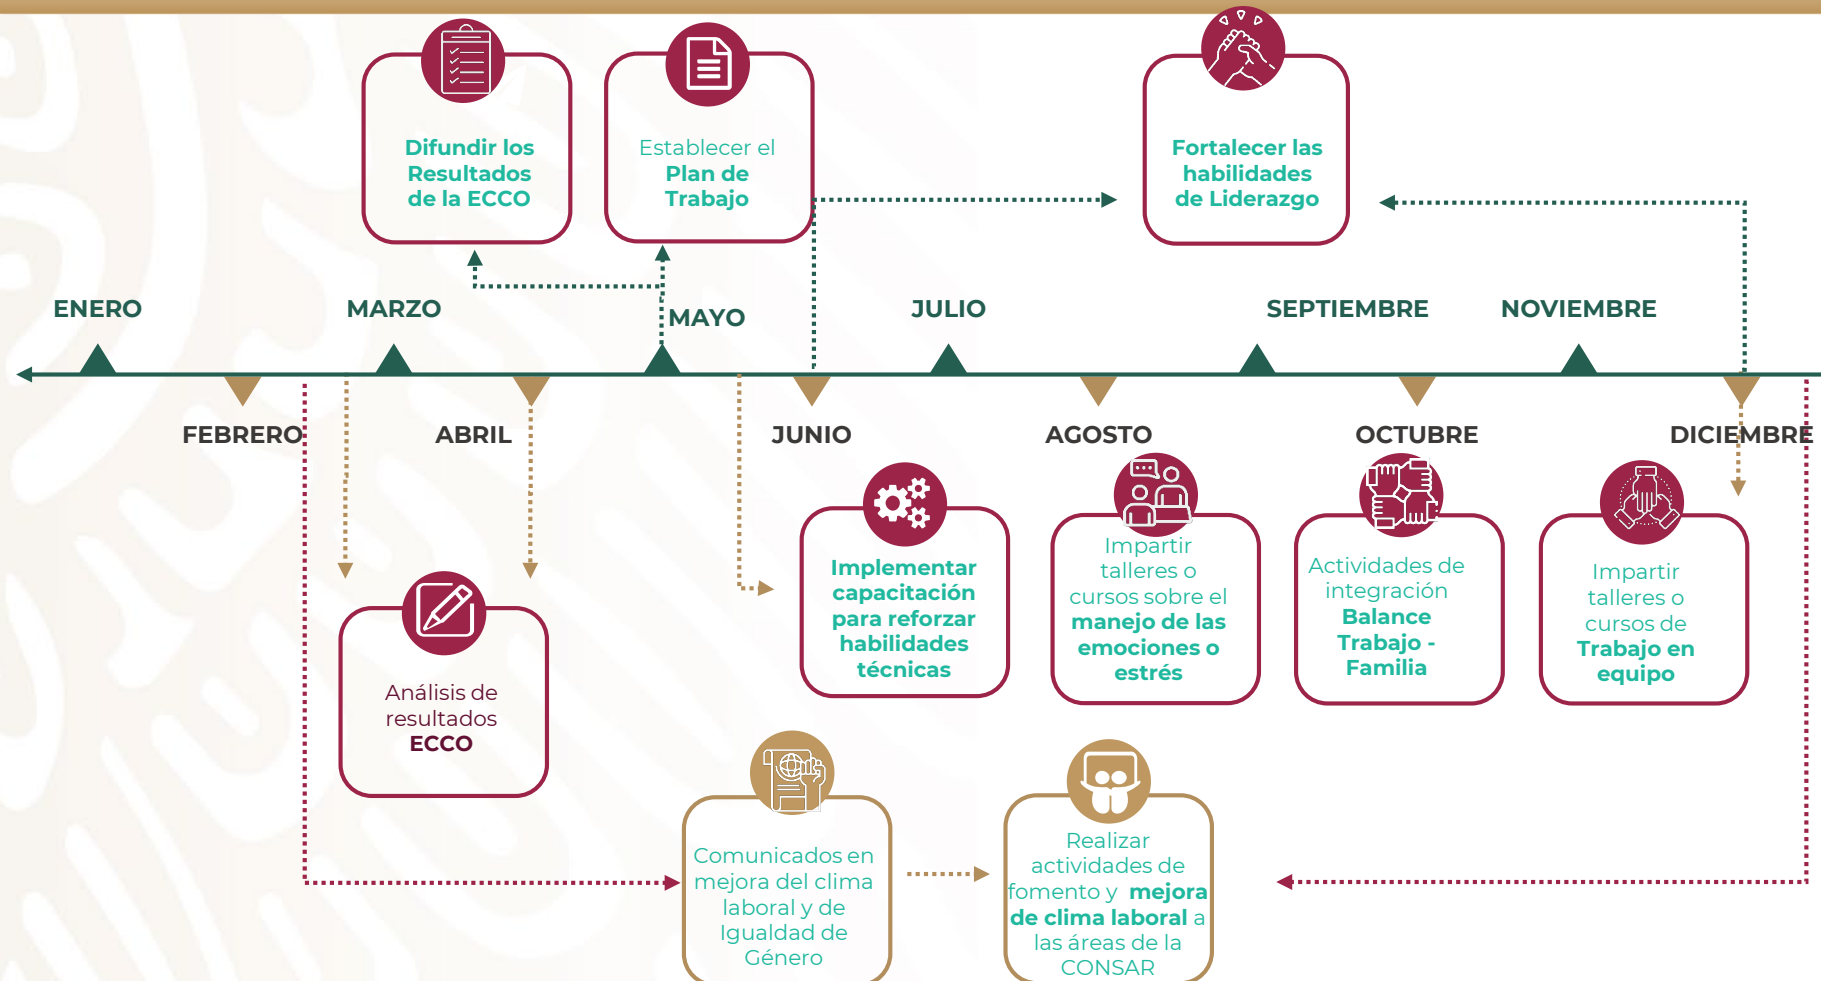 Difundir los
Resultados
de la ECCO
Establecer el
Plan de
Trabajo
Fortalecer las
habilidades
de Liderazgo
ENERO
MARZO
MAYO
JULIO
SEPTIEMBRE
NOVIEMBRE
FEBRERO
ABRIL
JUNIO
AGOSTO
OCTUBRE
DICIEMBRE
Implementar
capacitación
para reforzar
habilidades
técnicas
Impartir
talleres o
cursos sobre el
manejo de las
emociones o
estrés
Actividades de
integración
Balance
Trabajo -
Familia
Impartir
talleres o
cursos de
Trabajo en
equipo
Análisis de
resultados
ECCO
Comunicados en
mejora del clima
laboral y de
Igualdad de
Género
Realizar
actividades de
fomento y mejora
de clima laboral a
las áreas de la
CONSAR